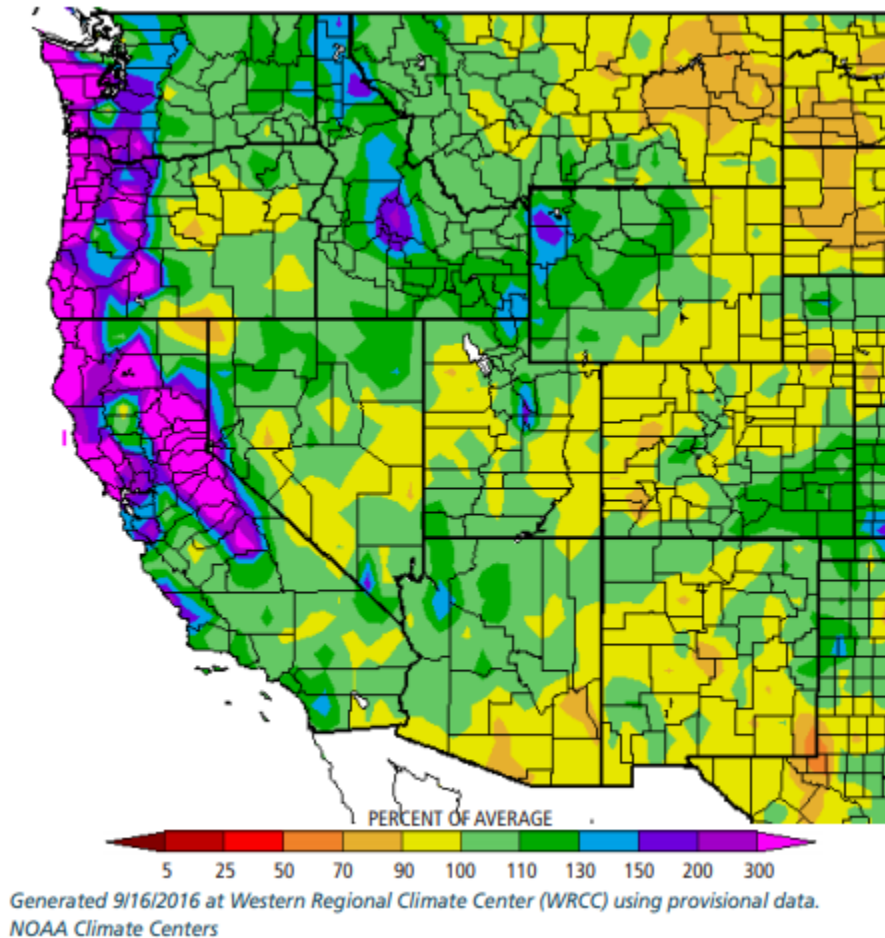 PERCENT OF AVERAGE
5 25 50 70 90 100 110 130 150 200 300
Generated 9/16/2016 at Western Regional Climate Center (WRCC) using provisional data.
NOAA Climate Centers